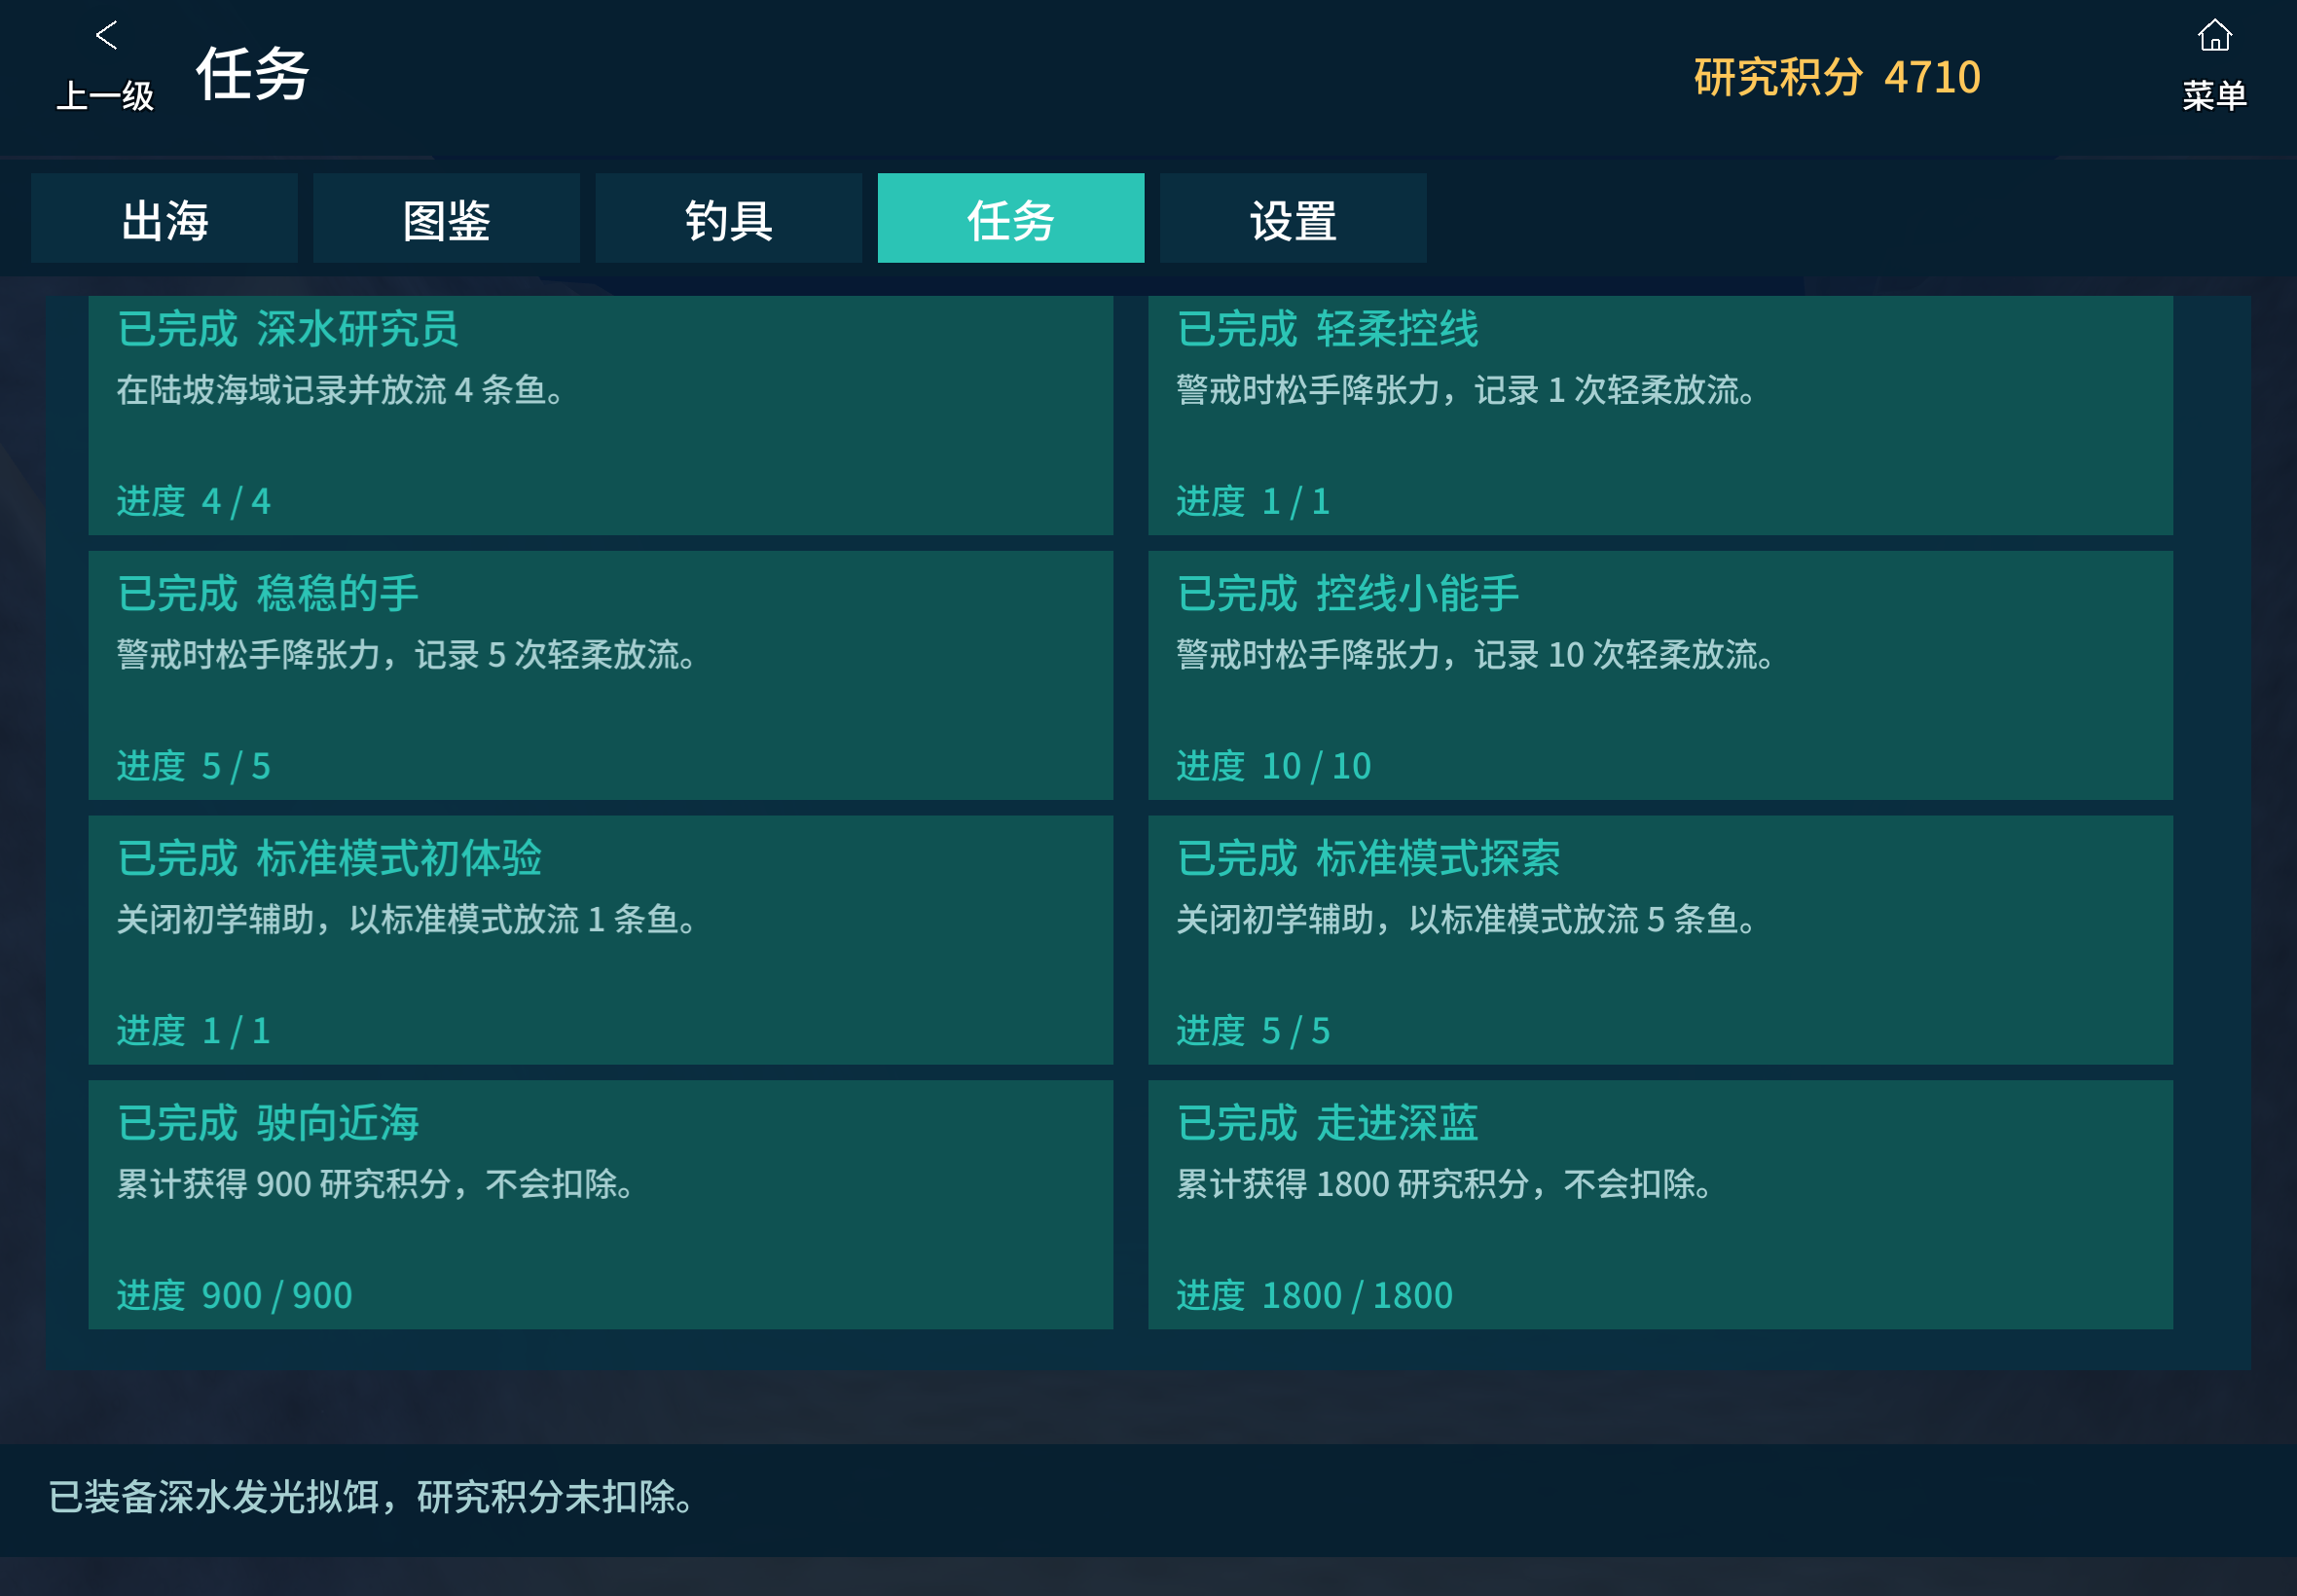 上一级
任务
研究积分 4710
菜单
出海
图鉴
钓具
任务
设置
已完成 深水研究员
在陆坡海域记录并放流 4 条鱼。
进度 4 / 4
已完成 轻柔控线
警戒时松手降张力，记录 1 次轻柔放流。
进度 1 / 1
已完成 稳稳的手
警戒时松手降张力，记录 5 次轻柔放流。
进度 5 / 5
已完成 控线小能手
警戒时松手降张力，记录 10 次轻柔放流。
进度 10 / 10
已完成 标准模式初体验
关闭初学辅助，以标准模式放流 1 条鱼。
进度 1 / 1
已完成 标准模式探索
关闭初学辅助，以标准模式放流 5 条鱼。
进度 5 / 5
已完成 驶向近海
累计获得 900 研究积分，不会扣除。
进度 900 / 900
已完成 走进深蓝
累计获得 1800 研究积分，不会扣除。
进度 1800 / 1800
已装备深水发光拟饵，研究积分未扣除。